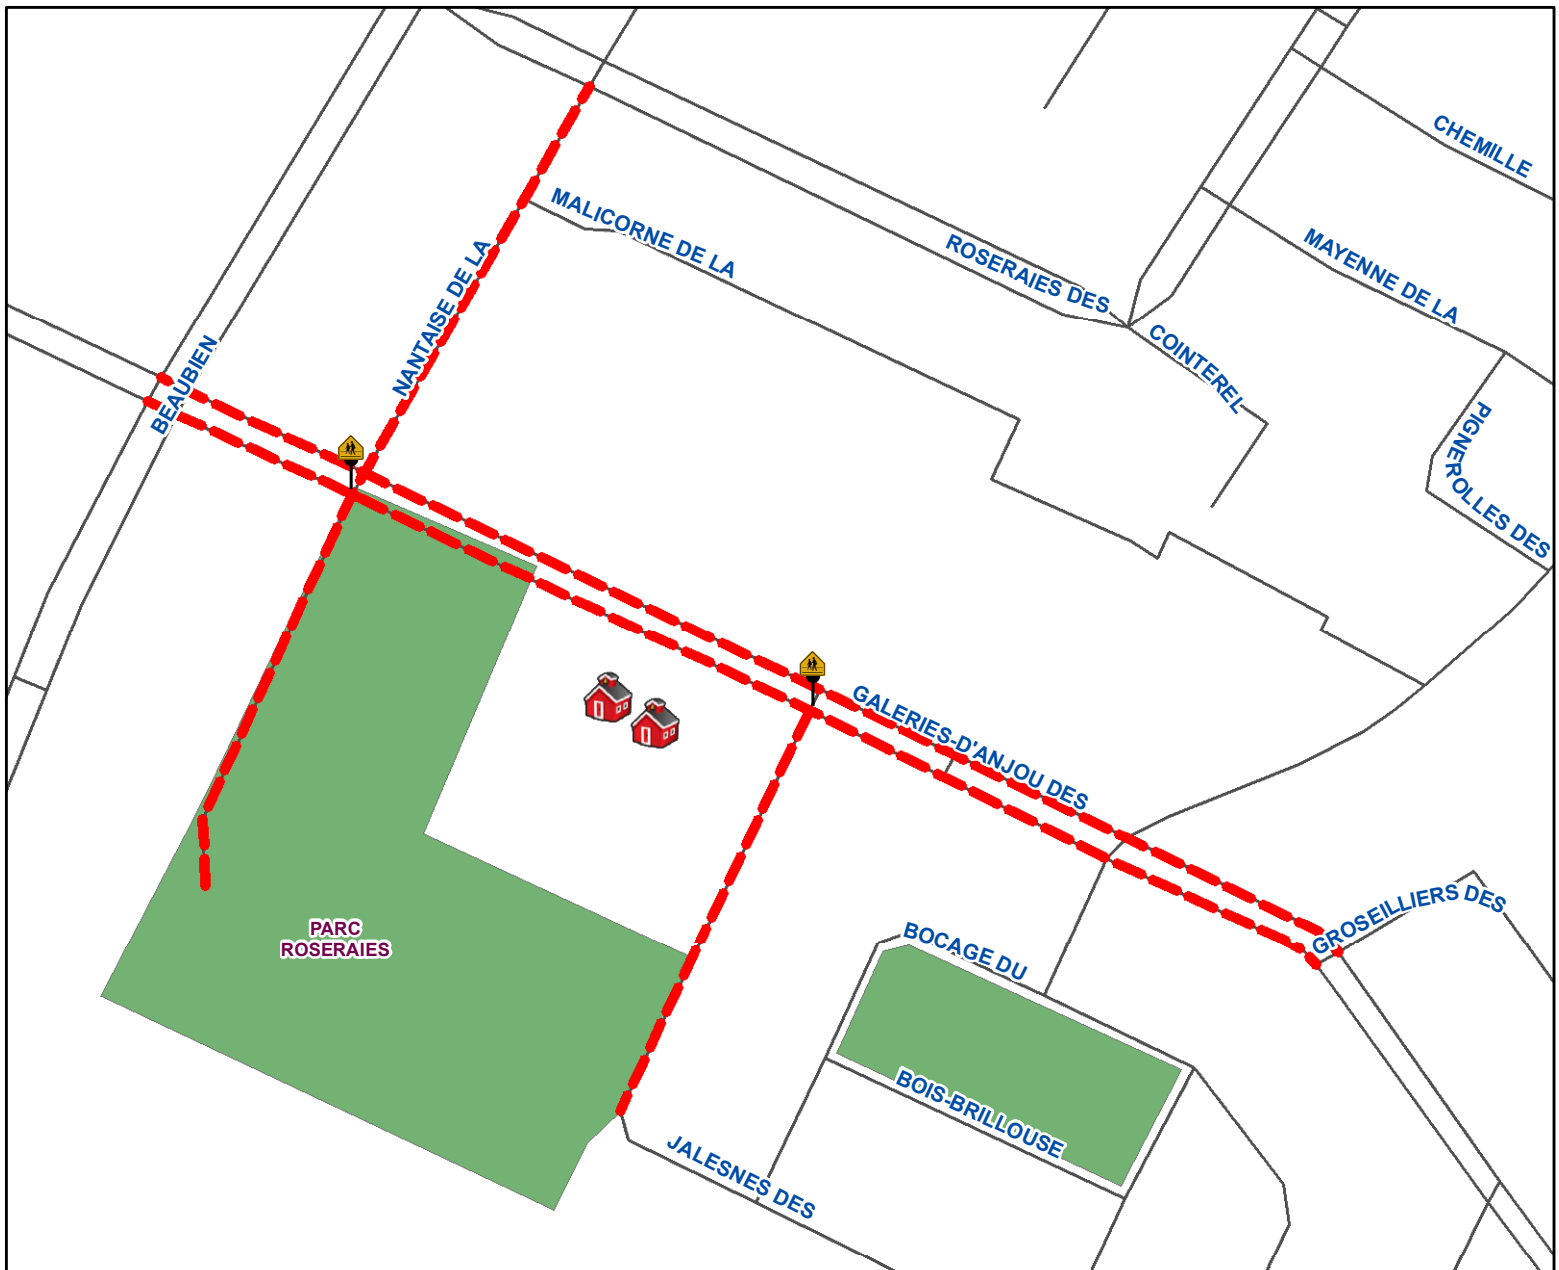 CHEMILLE
MALICORNE DE LA
ROSERAIES DES
MAYENNE DE LA
NANTAISE DE LA
COINTEREL
BEAUBIEN
PIGNEROLLES DES
GALERIES-D'ANJOU DES
GROSEILLIERS DES
PARC
ROSERAIES
BOCAGE DU
BOIS-BRILLOUSE
JALESNES DES